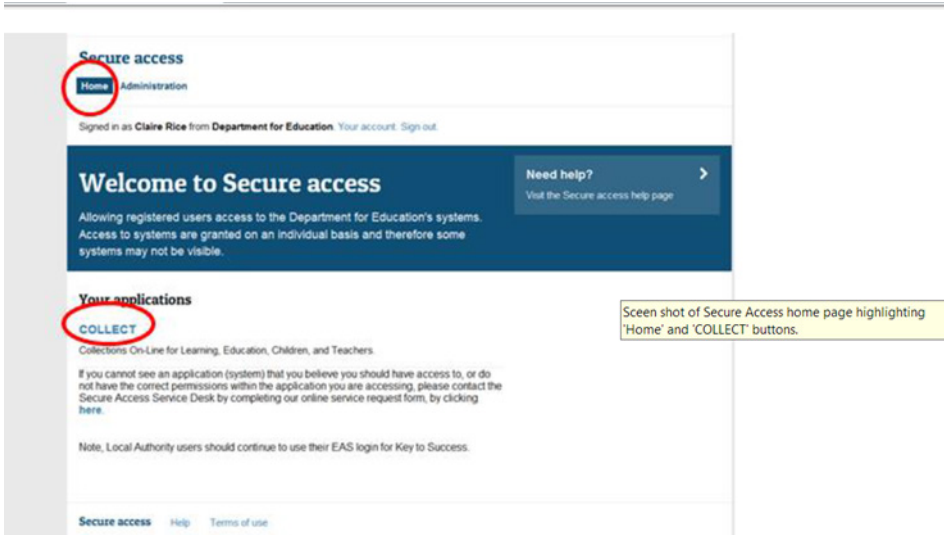 Secure access
Home Administration
Signed in as Claire Rice from Department for Education. Your account. Sign out.
Welcome to Secure access
Allowing registered users access to the Department for Education's systems.
Access to systems are granted on an individual basis and therefore some
systems may not be visible.
Need help?
Visit the Secure access help page
Your applications
COLLECT
Collections On-Line for Learning, Education, Children, and Teachers.
If you cannot see an application (system) that you believe you should have access to, or do
not have the correct permissions within the application you are accessing, please contact the
Secure Access Service Desk by completing our online service request form, by clicking
here.
Note, Local Authority users should continue to use their EAS login for Key to Success.
Sceen shot of Secure Access home page highlighting
'Home' and 'COLLECT' buttons.
Secure access Help Terms of use